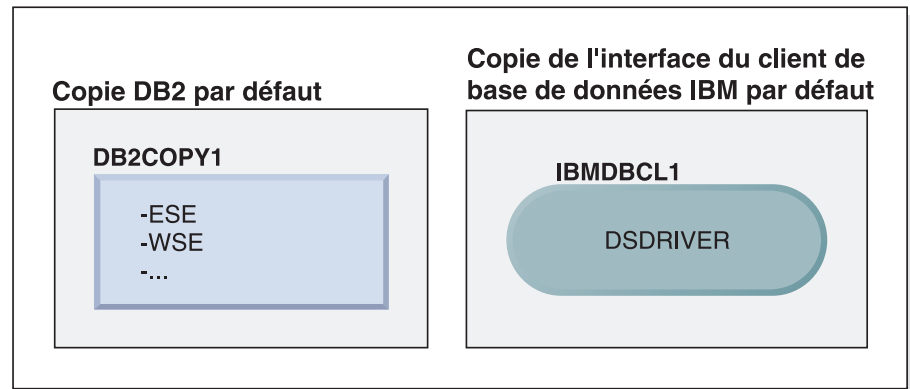 Copie DB2 par défaut
DB2COPY1
-ESE
-WSE
-...
Copie de l'interface du client de
base de données IBM par défaut
IBMDBCL1
DSDRIVER